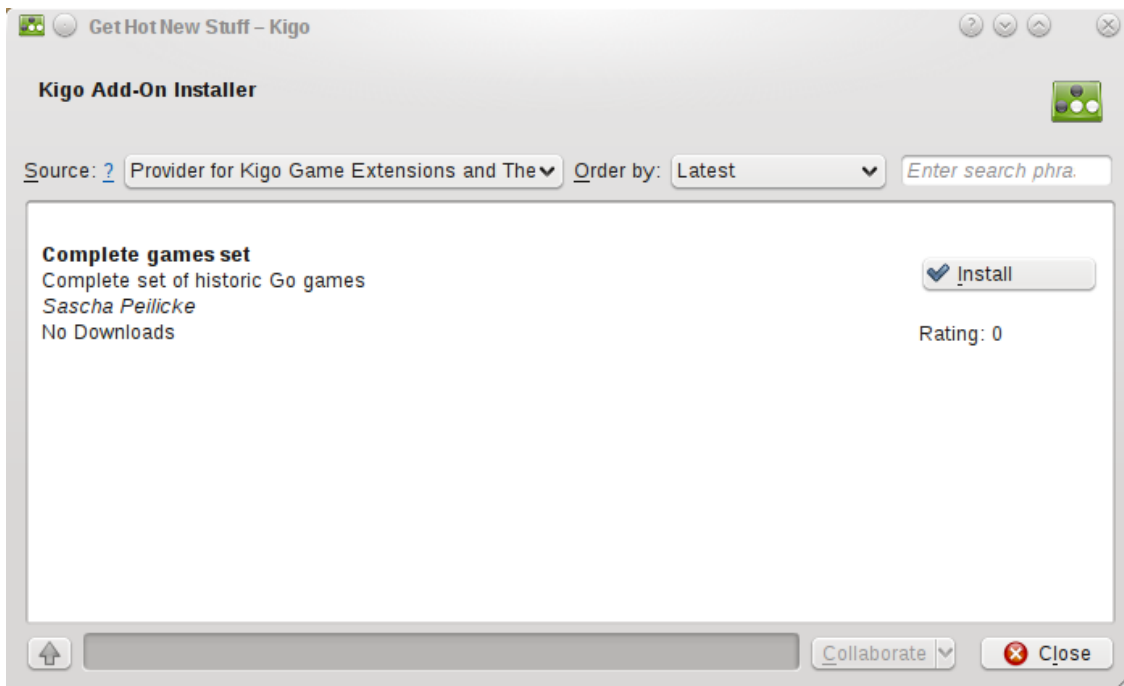 Get Hot New Stuff – Kigo
Kigo Add-On Installer
Source: ? Provider for Kigo Game Extensions and The Order by: Latest Enter search phra.
Complete games set
Complete set of historic Go games
Sascha Peilicke
No Downloads
Install
Rating: 0
Collaborate Close